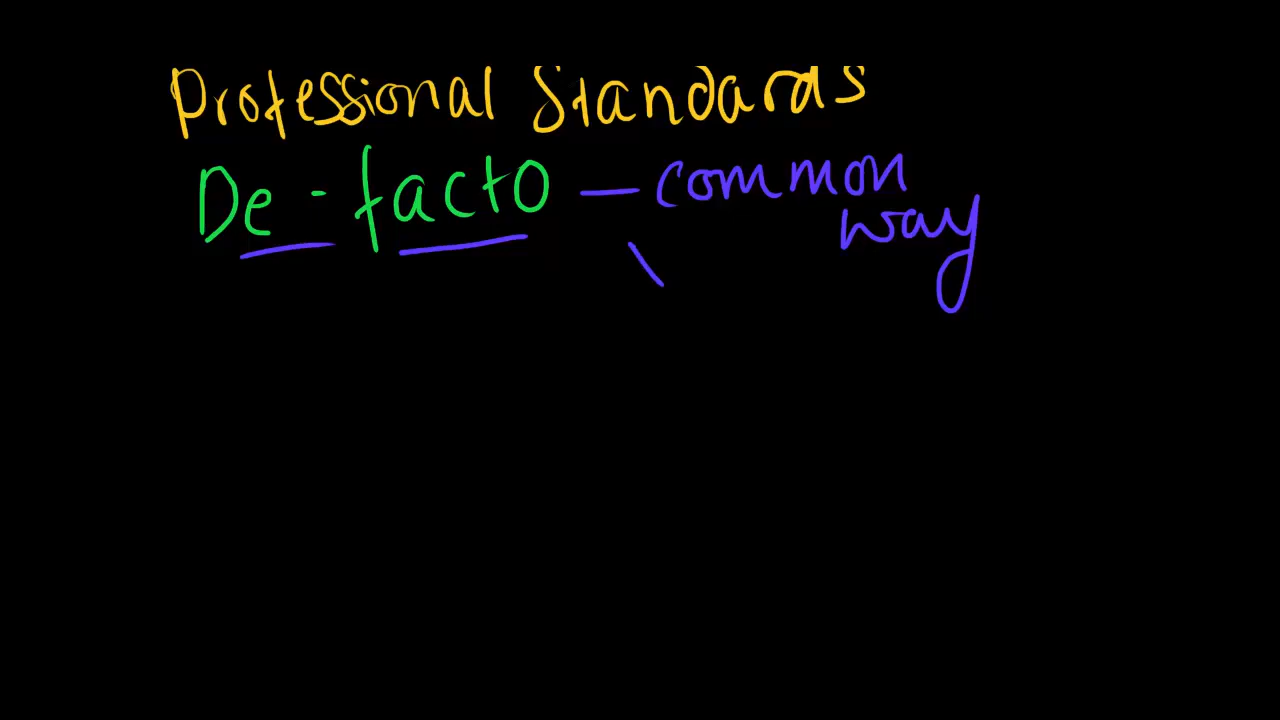 Professional Standards
De - facto — common
way